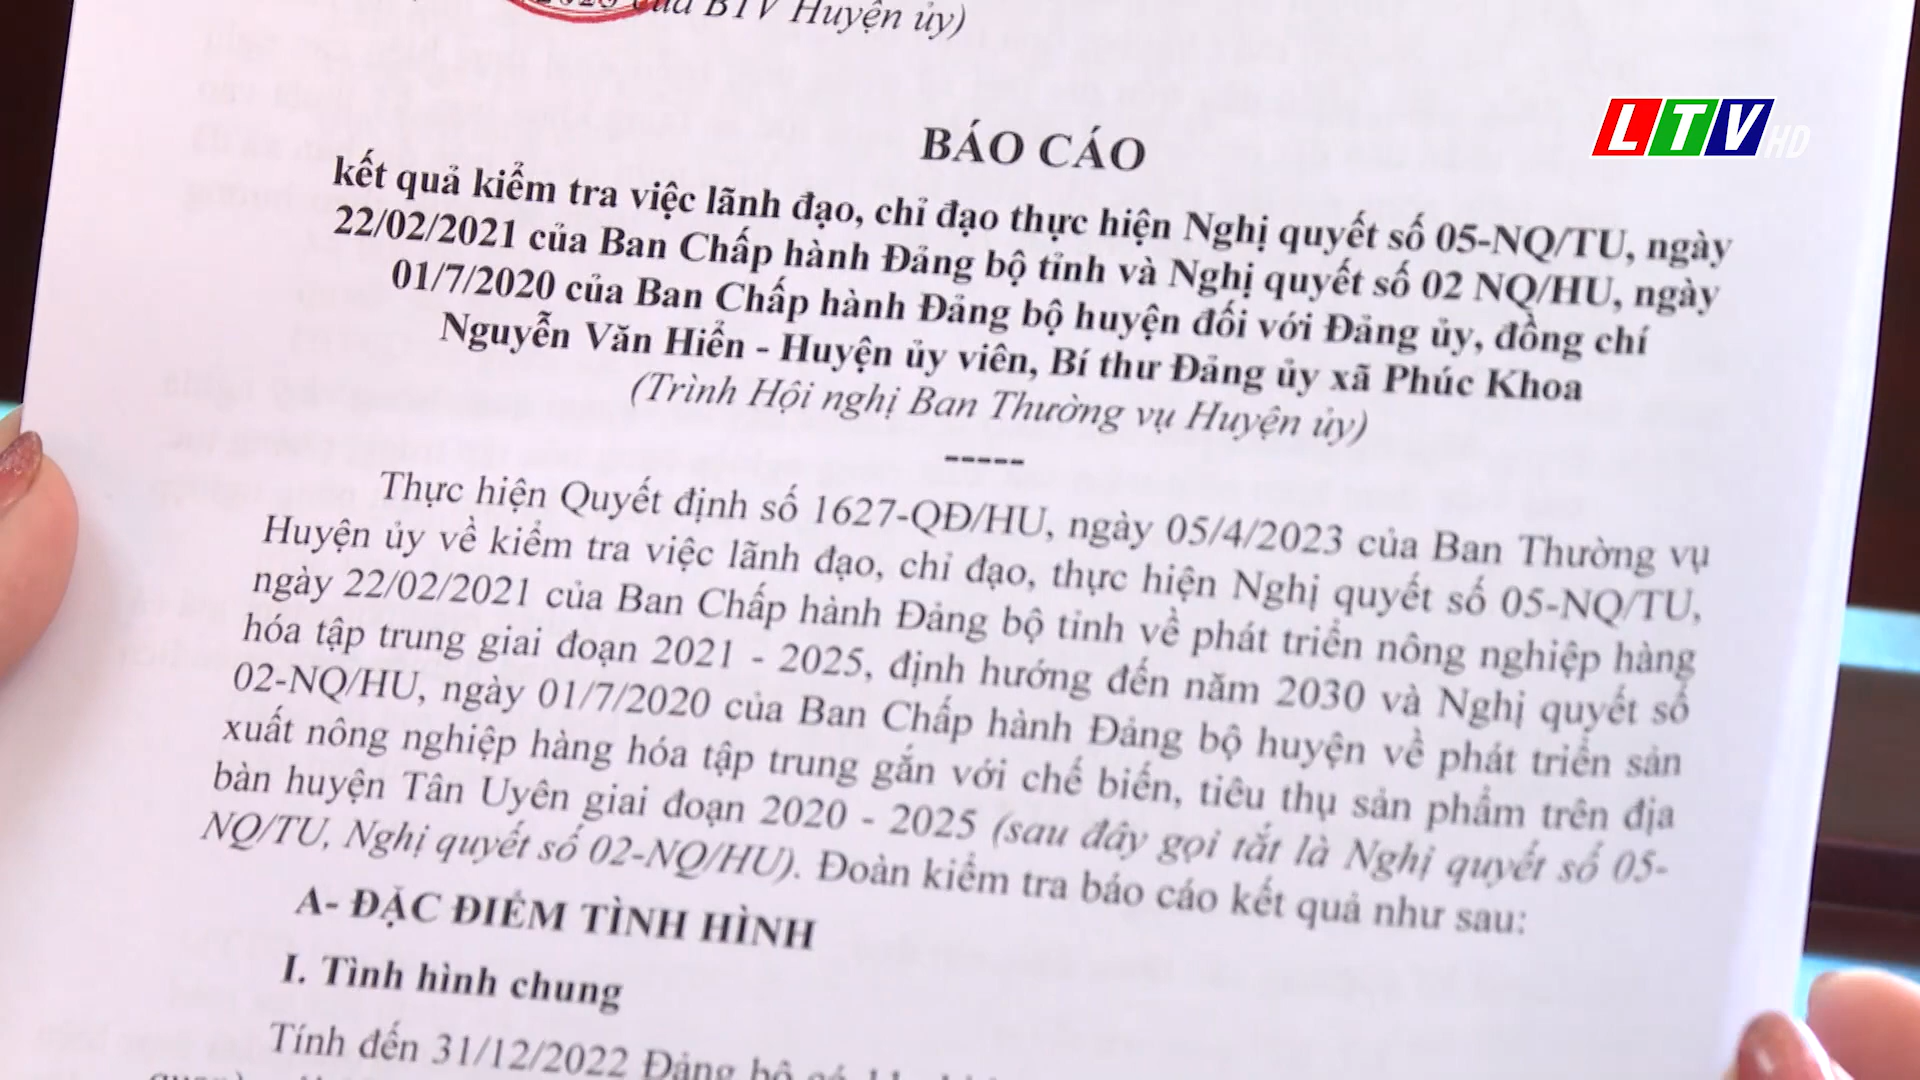 của BTV Huyện ủy)
LTV HD
BÁO CÁO
kết quả kiểm tra việc lãnh đạo, chỉ đạo thực hiện Nghị quyết số 05-NQ/TU, ngày
22/02/2021 của Ban Chấp hành Đảng bộ tỉnh và Nghị quyết số 02 NQ/HU, ngày
01/7/2020 của Ban Chấp hành Đảng bộ huyện đối với Đảng ủy, đồng chí
Nguyễn Văn Hiển - Huyện ủy viên, Bí thư Đảng ủy xã Phúc Khoa
(Trình Hội nghị Ban Thường vụ Huyện ủy)
-----
Thực hiện Quyết định số 1627-QĐ/HU, ngày 05/4/2023 của Ban Thường vụ
Huyện ủy về kiểm tra việc lãnh đạo, chỉ đạo, thực hiện Nghị quyết số 05-NQ/TU,
ngày 22/02/2021 của Ban Chấp hành Đảng bộ tỉnh về phát triển nông nghiệp hàng
hóa tập trung giai đoạn 2021 - 2025, định hướng đến năm 2030 và Nghị quyết số
02-NQ/HU, ngày 01/7/2020 của Ban Chấp hành Đảng bộ huyện về phát triển sản
xuất nông nghiệp hàng hóa tập trung gắn với chế biến, tiêu thụ sản phẩm trên địa
bàn huyện Tân Uyên giai đoạn 2020 - 2025 (sau đây gọi tắt là Nghị quyết số 05-
NQ/TU, Nghị quyết số 02-NQ/HU). Đoàn kiểm tra báo cáo kết quả như sau:
A- ĐẶC ĐIỂM TÌNH HÌNH
I. Tình hình chung
Tính đến 31/12/2022 Đảng bộ có